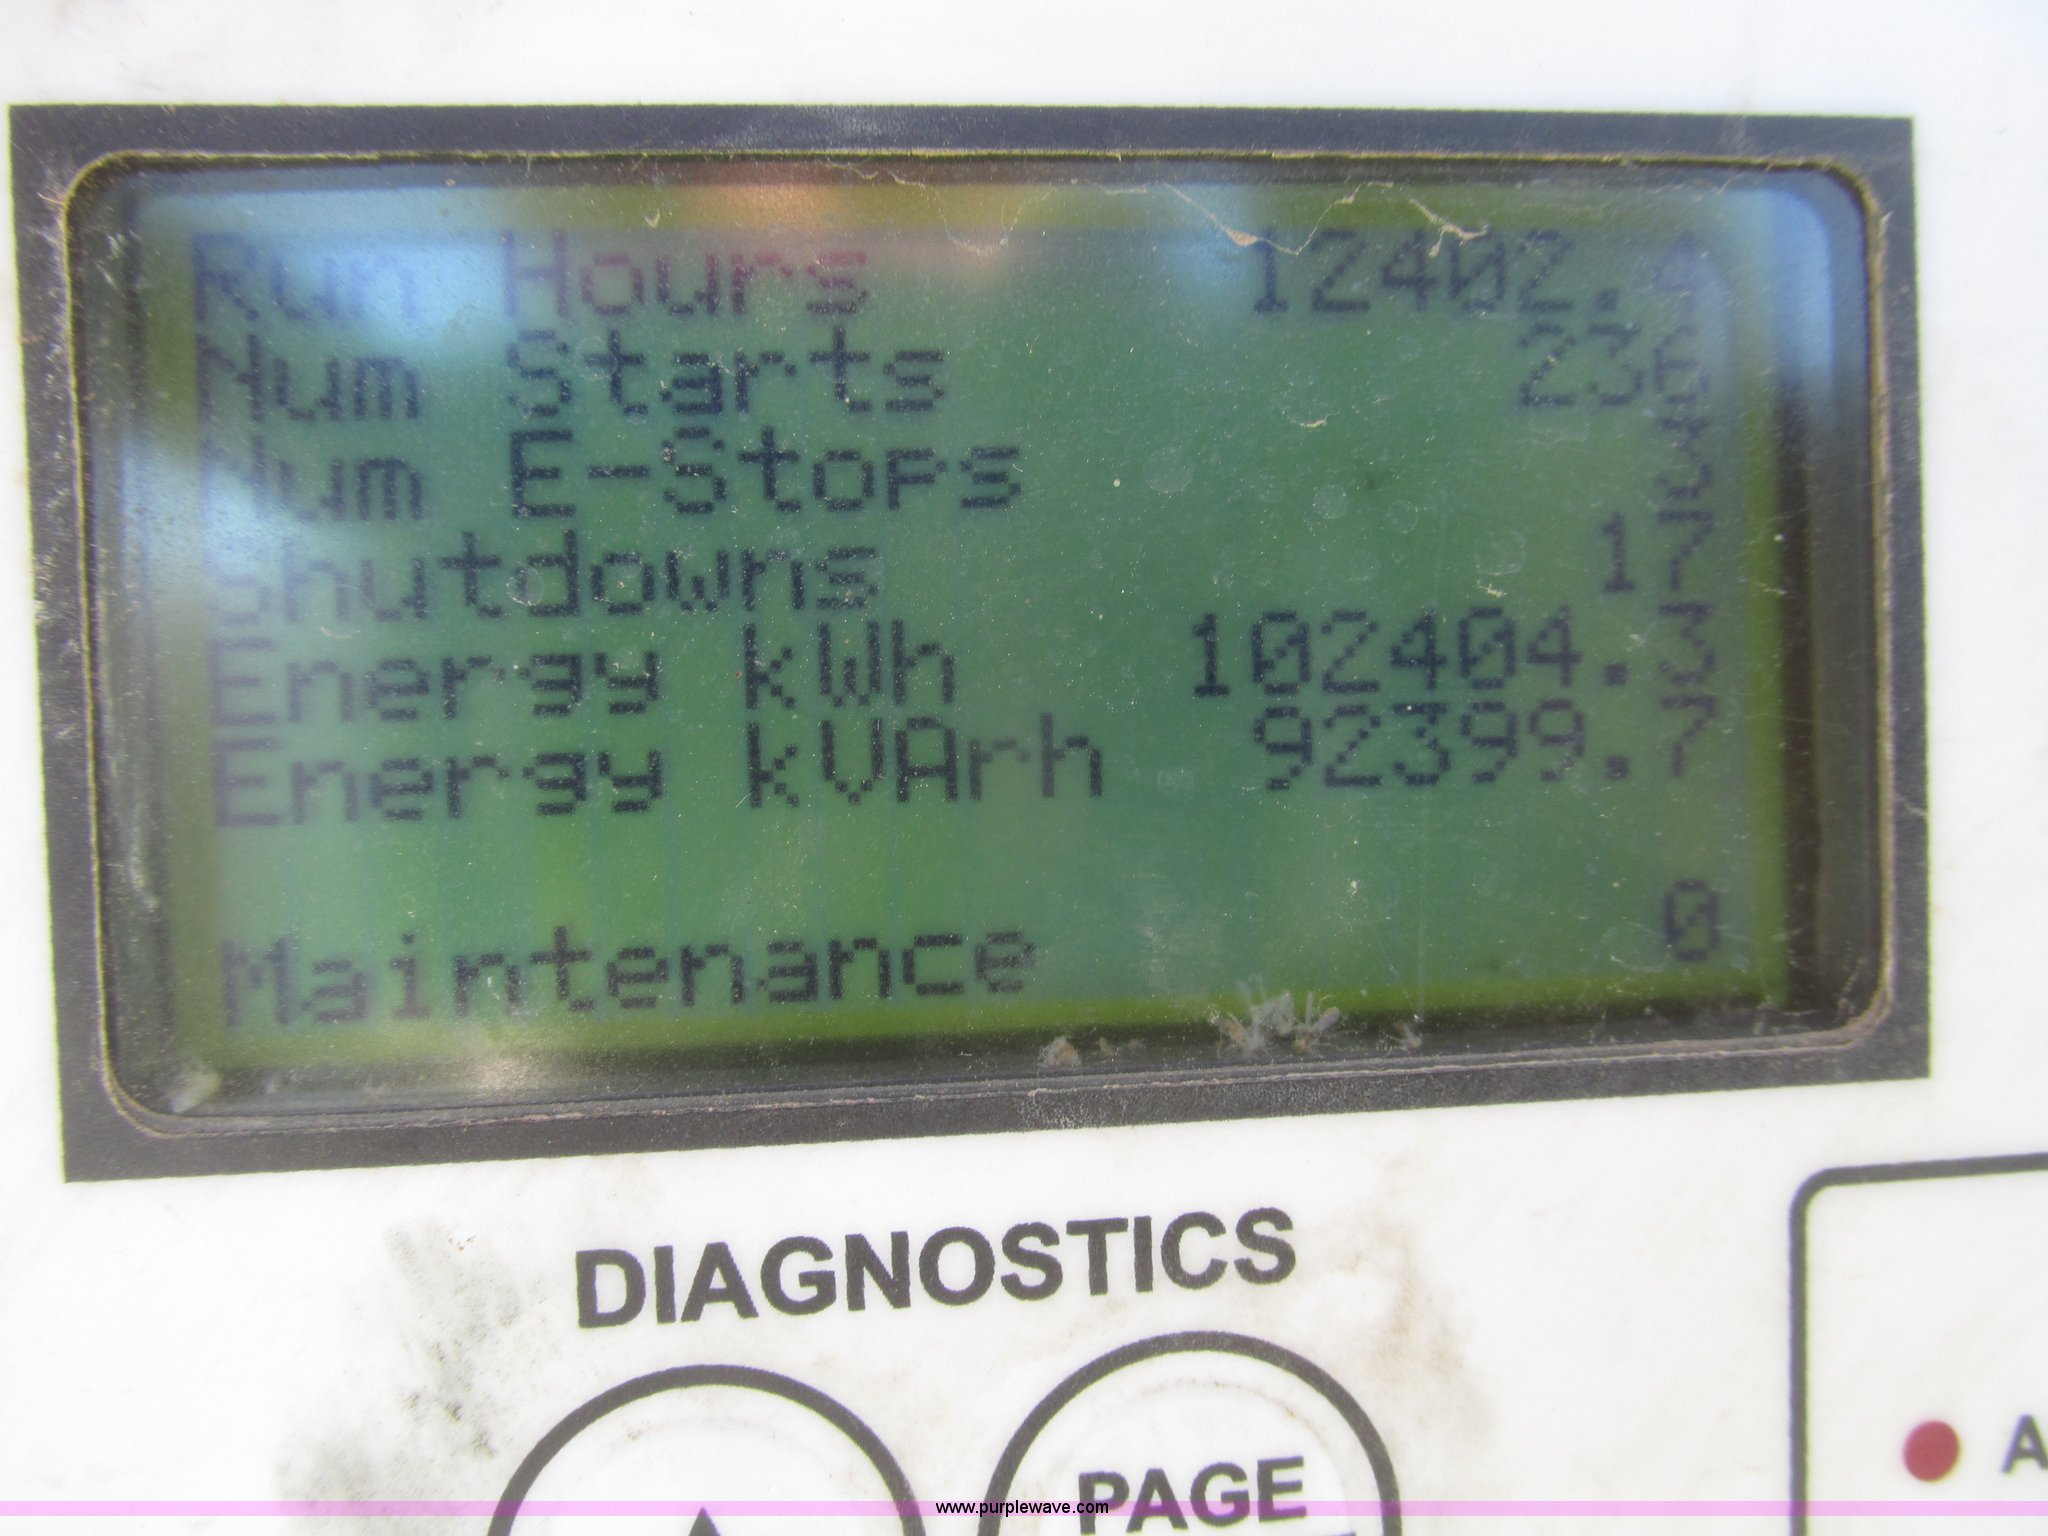 Run Hours 12402.4
Num Starts 236
Num E-Stops
Shutdowns 17
Energy kWh 102404.3
Energy kVArh 92399.7
Maintenance 0
DIAGNOSTICS
PAGE
A
www.purplewave.com